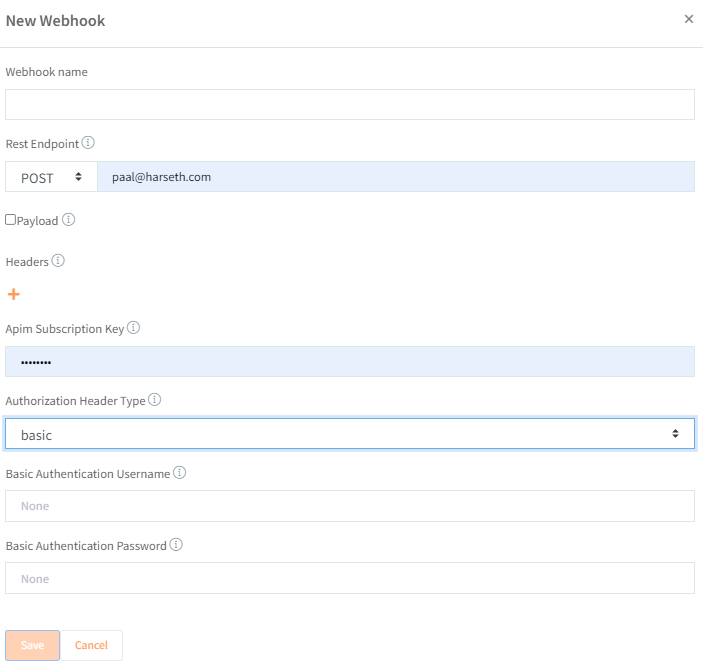 New Webhook
Webhook name
Rest Endpoint
POST paal@harseth.com
Payload
Headers
Apim Subscription Key
••••••••
Authorization Header Type
basic
Basic Authentication Username
None
Basic Authentication Password
None
Save Cancel